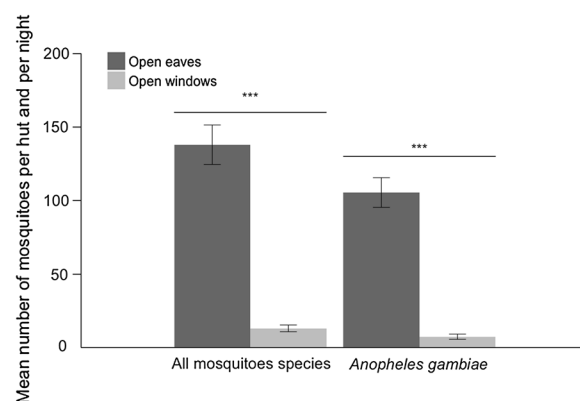 Mean number of mosquitoes per hut and per night
200
150
100
50
0
Open eaves
Open windows
***
***
All mosquitoes species
Anopheles gambiae